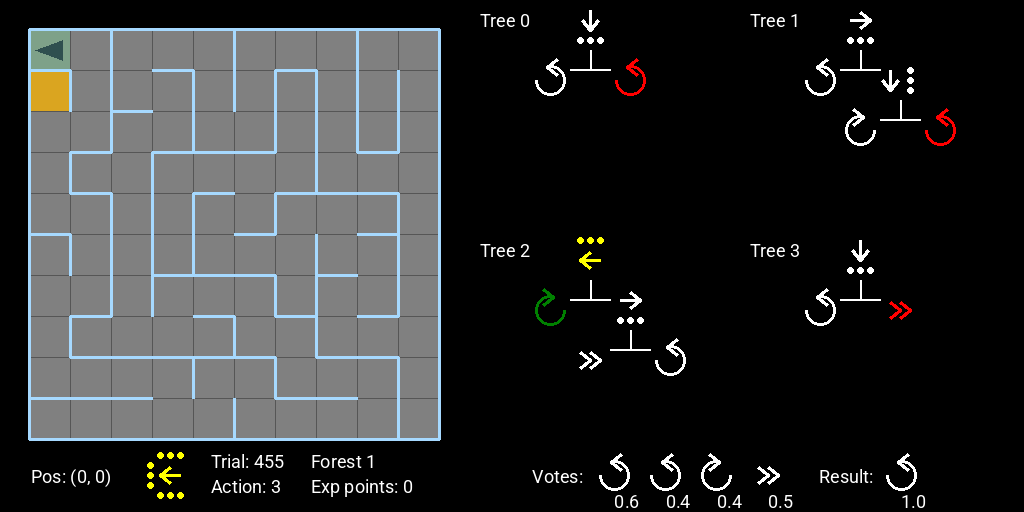 Tree 0
Tree 1
Tree 2
Tree 3
Pos: (0, 0)
Trial: 455
Forest 1
Action: 3
Exp points: 0
Votes:
0.6
0.4
0.4
0.5
Result:
1.0